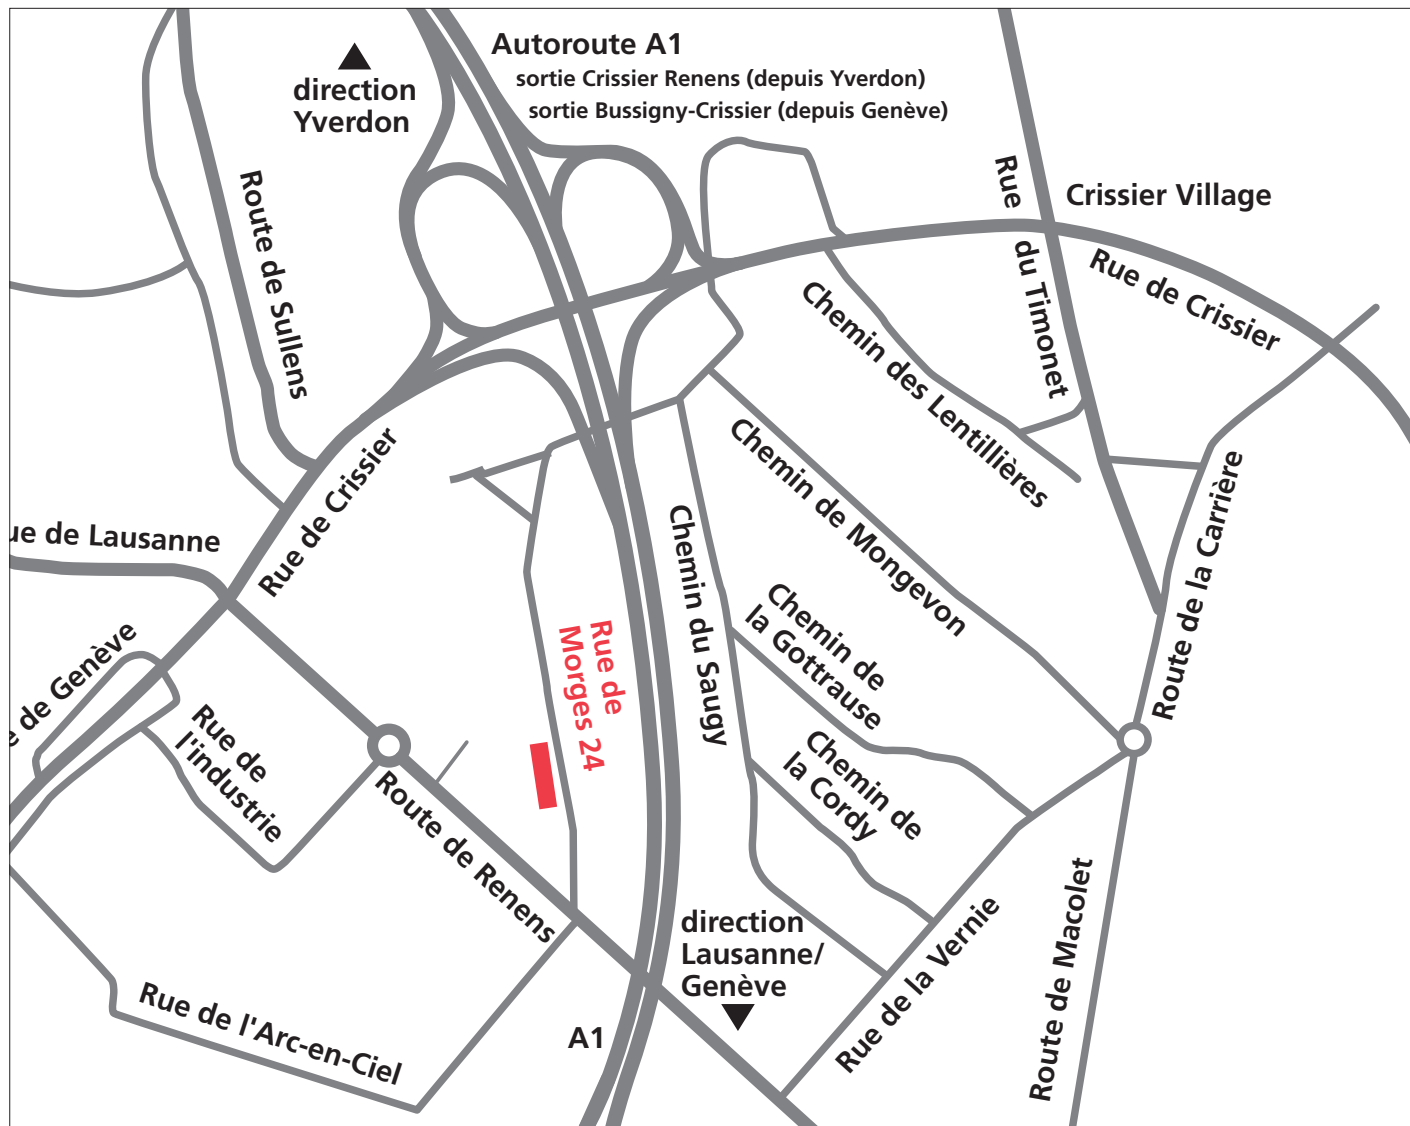 Autoroute A1
sortie Crissier Renens (depuis Yverdon)
sortie Bussigny-Crissier (depuis Genève)
direction
Yverdon
Route de Sullens
Rue
du Timonet
Crissier Village
Rue de Crissier
Chemin des Lentillières
Chemin de Mongevon
Rue de Crissier
ue de Lausanne
Route de la Carrière
Chemin du Saugy
Chemin de
la Gottrause
Rue de
Morges 24
de Genève
Rue de
l'industrie
Chemin de
la Cordy
Route de Renens
direction
Lausanne/
Genève
Rue de la Vernie
Route de Macolet
Rue de l'Arc-en-Ciel
A1